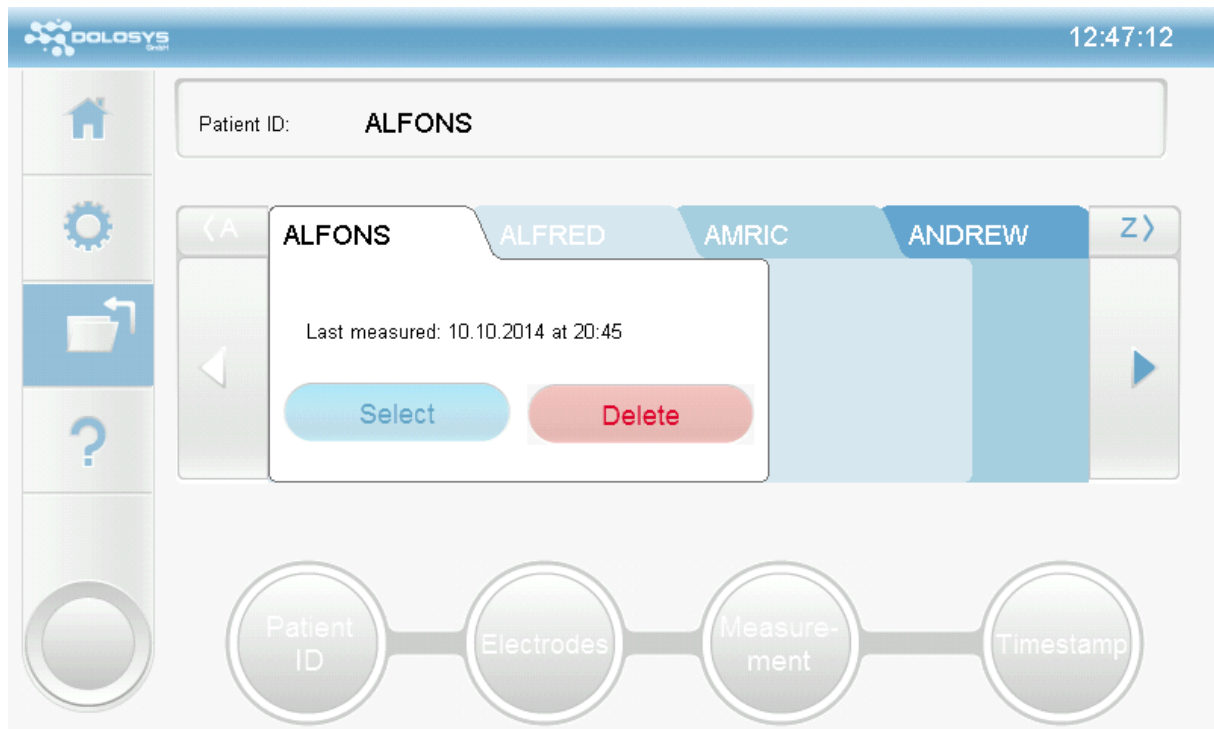 DOLOSYS
GmbH
12:47:12
Patient ID: ALFONS
〈A ALFONS ALFRED AMRIC ANDREW Z〉
Last measured: 10.10.2014 at 20:45
Select Delete
?
Patient
ID
Electrodes
Measure-
ment
Timestamp